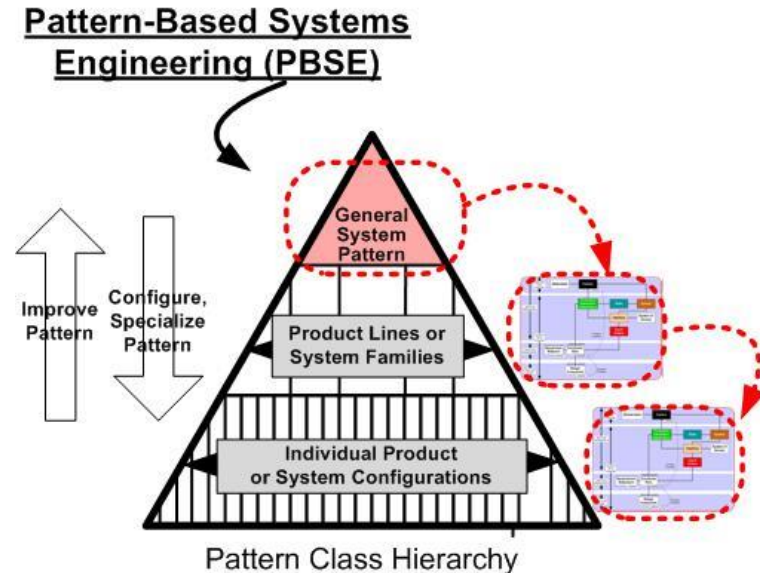 Pattern-Based Systems
Engineering (PBSE)
General
System
Pattern
Improve
Pattern
Configure,
Specialize
Pattern
Product Lines or
System Families
Individual Product
or System Configurations
Pattern Class Hierarchy